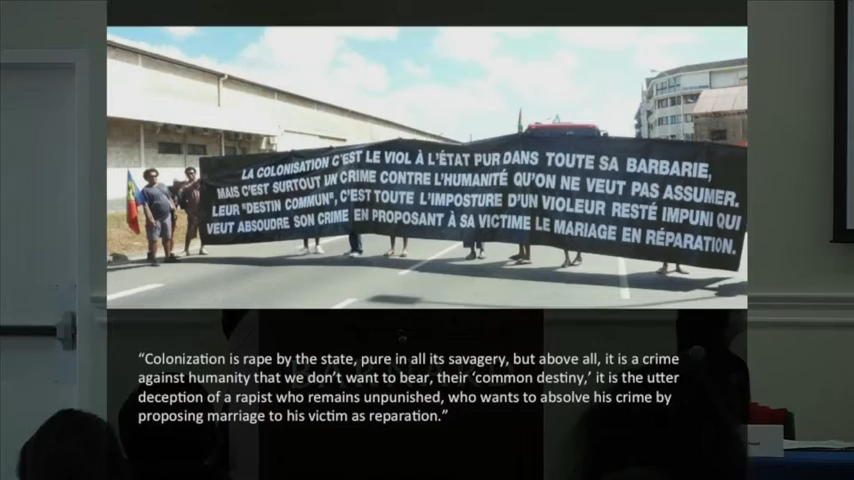 LA COLONISATION C'EST LE VIOL À L'ÉTAT PUR DANS TOUTE SA BARBARIE,
MAIS C'EST SURTOUT UN CRIME CONTRE L'HUMANITÉ QU'ON NE VEUT PAS ASSUMER.
LEUR "DESTIN COMMUN", C'EST TOUTE L'IMPOSTURE D'UN VIOLEUR RESTÉ IMPUNI QUI
VEUT ABSOUDRE SON CRIME EN PROPOSANT À SA VICTIME LE MARIAGE EN RÉPARATION.
“Colonization is rape by the state, pure in all its savagery, but above all, it is a crime
against humanity that we don’t want to bear, their ‘common destiny,’ it is the utter
deception of a rapist who remains unpunished, who wants to absolve his crime by
proposing marriage to his victim as reparation.”
BARNARD